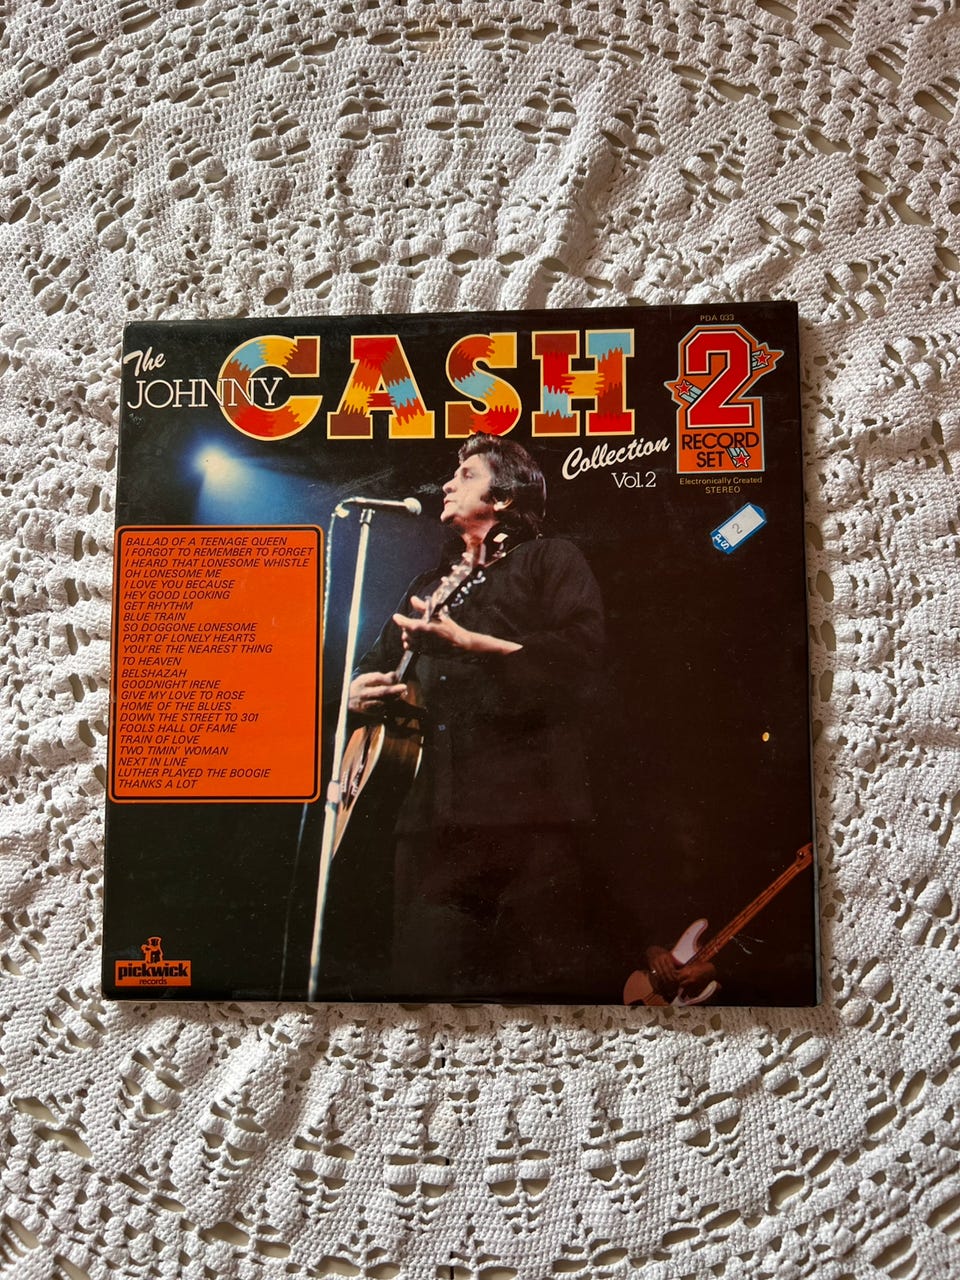 The
JOHNNY
CASH
Collection
Vol. 2
PDA 033
2
RECORD
SET
Electronically Created
STEREO
2
BALLAD OF A TEENAGE QUEEN
I FORGOT TO REMEMBER TO FORGET
I HEARD THAT LONESOME WHISTLE
OH LONESOME ME
I LOVE YOU BECAUSE
HEY GOOD LOOKING
GET RHYTHM
BLUE TRAIN
SO DOGGONE LONESOME
PORT OF LONELY HEARTS
YOU'RE THE NEAREST THING
TO HEAVEN
BELSHAZAH
GOODNIGHT IRENE
GIVE MY LOVE TO ROSE
HOME OF THE BLUES
DOWN THE STREET TO 301
FOOLS HALL OF FAME
TRAIN OF LOVE
TWO TIMIN' WOMAN
NEXT IN LINE
LUTHER PLAYED THE BOOGIE
THANKS A LOT
pickwick
records